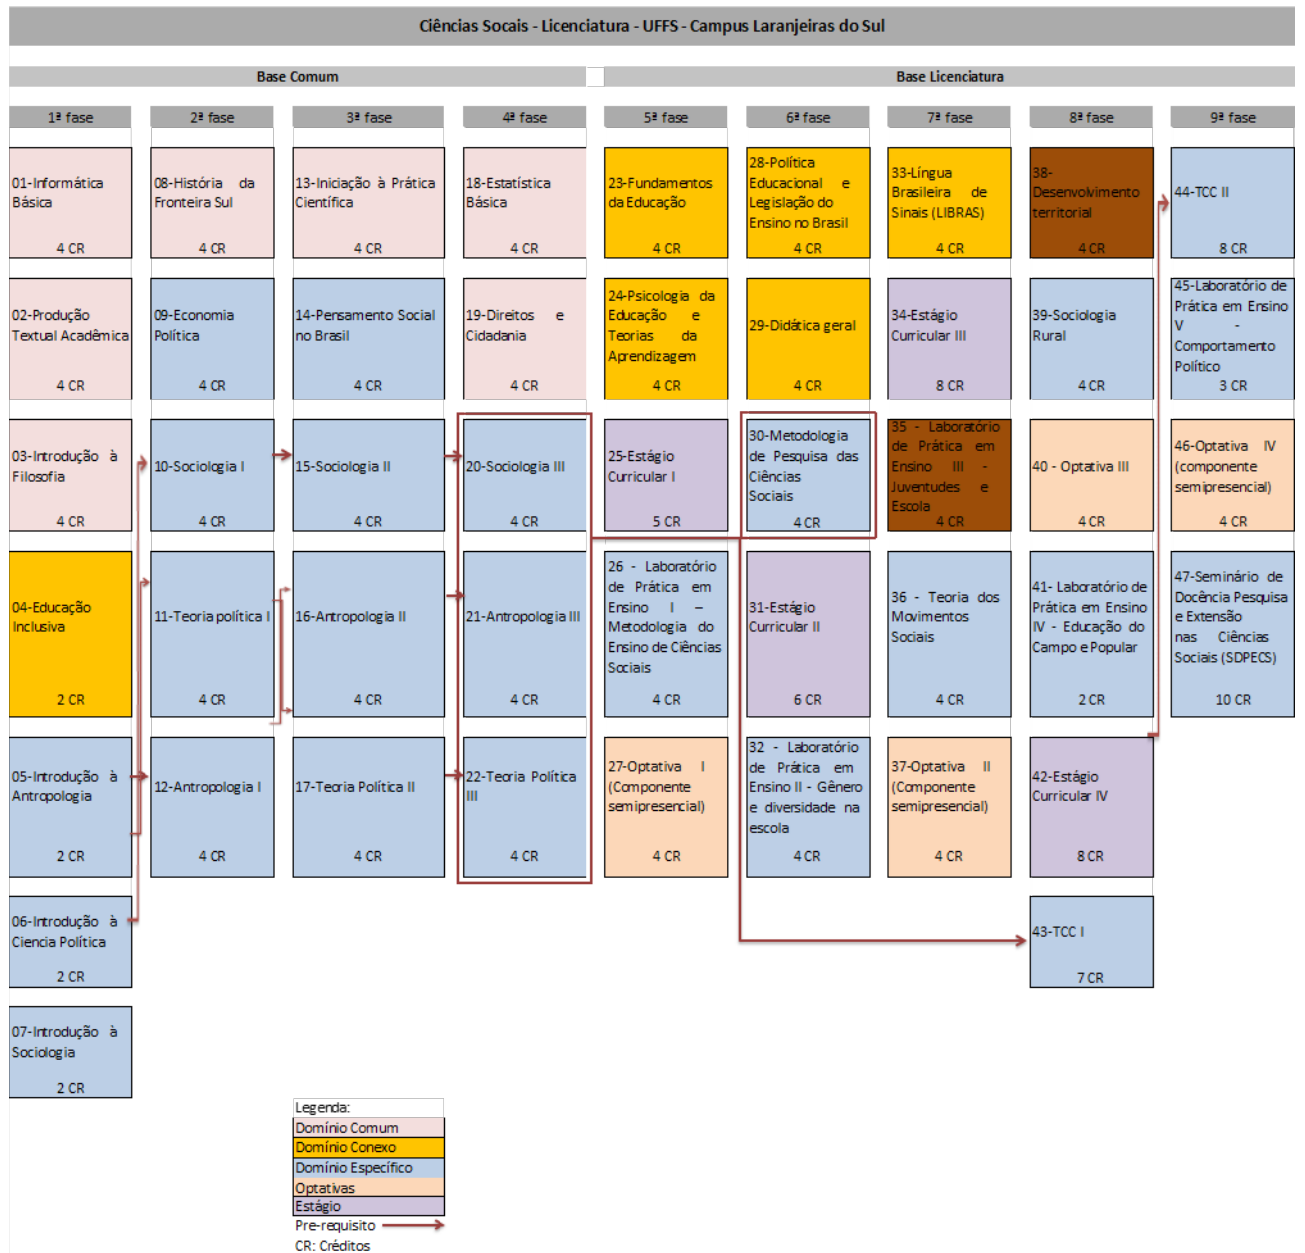 Ciências Socais - Licenciatura - UFFS - Campus Laranjeiras do Sul
Base Comum
Base Licenciatura
1ª fase
2ª fase
3ª fase
4ª fase
5ª fase
6ª fase
7ª fase
8ª fase
9ª fase
01-Informática
Básica
4 CR
08-História da
Fronteira Sul
4 CR
13-Iniciação à Prática
Científica
4 CR
18-Estatística
Básica
4 CR
23-Fundamentos
da Educação
4 CR
28-Política
Educacional e
Legislação do
Ensino no Brasil
4 CR
33-Língua
Brasileira de
Sinais (LIBRAS)
4 CR
38-
Desenvolvimento
territorial
4 CR
44-TCC II
8 CR
02-Produção
Textual Acadêmica
4 CR
09-Economia
Política
4 CR
14-Pensamento Social
no Brasil
4 CR
19-Direitos e
Cidadania
4 CR
24-Psicologia da
Educação e
Teorias da
Aprendizagem
4 CR
29-Didática geral
4 CR
34-Estágio
Curricular III
8 CR
39-Sociologia
Rural
4 CR
45-Laboratório de
Prática em Ensino
V -
Comportamento
Político
3 CR
03-Introdução à
Filosofia
4 CR
10-Sociologia I
4 CR
15-Sociologia II
4 CR
20-Sociologia III
4 CR
25-Estágio
Curricular I
5 CR
30-Metodologia
de Pesquisa das
Ciências
Sociais
4 CR
35 - Laboratório
de Prática em
Ensino III -
Juventudes e
Escola
4 CR
40 - Optativa III
4 CR
46-Optativa IV
(componente
semipresencial)
4 CR
04-Educação
Inclusiva
2 CR
11-Teoria política I
4 CR
16-Antropologia II
4 CR
21-Antropologia III
4 CR
26 - Laboratório
de Prática em
Ensino I –
Metodologia do
Ensino de Ciências
Sociais
4 CR
31-Estágio
Curricular II
6 CR
36 - Teoria dos
Movimentos
Sociais
4 CR
41- Laboratório de
Prática em Ensino
IV - Educação do
Campo e Popular
2 CR
47-Seminário de
Docência Pesquisa
e Extensão
nas Ciências
Sociais (SDPECS)
10 CR
05-Introdução à
Antropologia
2 CR
12-Antropologia I
4 CR
17-Teoria Política II
4 CR
22-Teoria Política
III
4 CR
27-Optativa I
(Componente
semipresencial)
4 CR
32 - Laboratório
de Prática em
Ensino II - Gênero
e diversidade na
escola
4 CR
37-Optativa II
(Componente
semipresencial)
4 CR
42-Estágio
Curricular IV
8 CR
06-Introdução à
Ciencia Política
2 CR
43-TCC I
7 CR
07-Introdução à
Sociologia
2 CR
Legenda:
Domínio Comum
Domínio Conexo
Domínio Específico
Optativas
Estágio
Pre-requisito
CR: Créditos